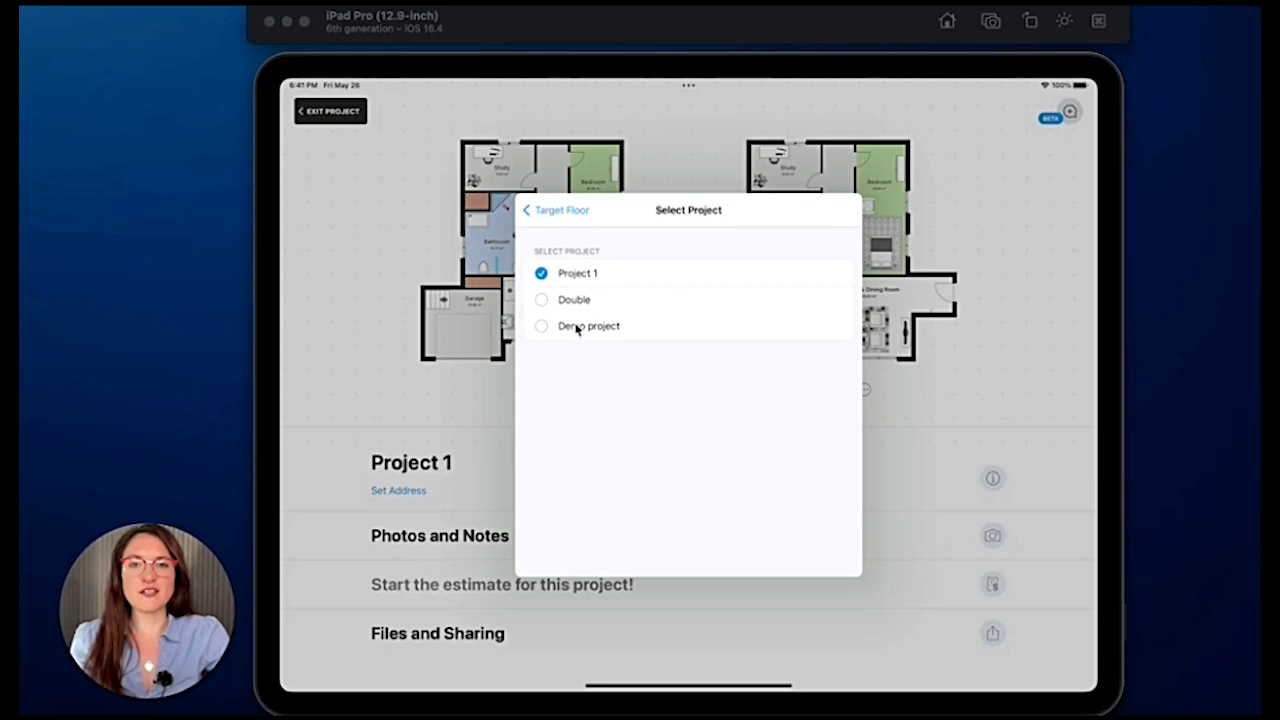 iPad Pro (12.9-inch)
6th generation – iOS 16.4
6:41 PM Fri May 26
100%
EXIT PROJECT
BETA
Study
Bedroom
Study
Bedroom
Target Floor
Select Project
Bathroom
SELECT PROJECT
Project 1
Double
Demo project
Garage
Dining Room
Project 1
Set Address
Photos and Notes
Start the estimate for this project!
Files and Sharing